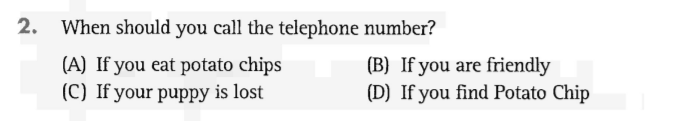 2. When should you call the telephone number?
(A) If you eat potato chips (B) If you are friendly
(C) If your puppy is lost (D) If you find Potato Chip